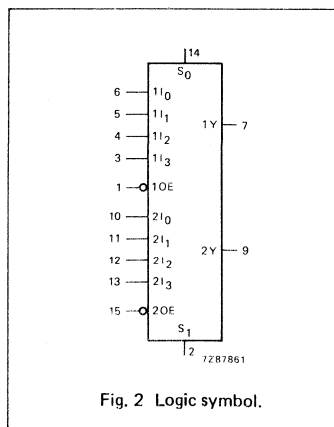 14
S0
6 1I0
5 1I1
1Y 7
4 1I2
3 1I3
1 1OE
10 2I0
11 2I1
2Y 9
12 2I2
13 2I3
15 2OE
S1
2
7Z87861
Fig. 2 Logic symbol.